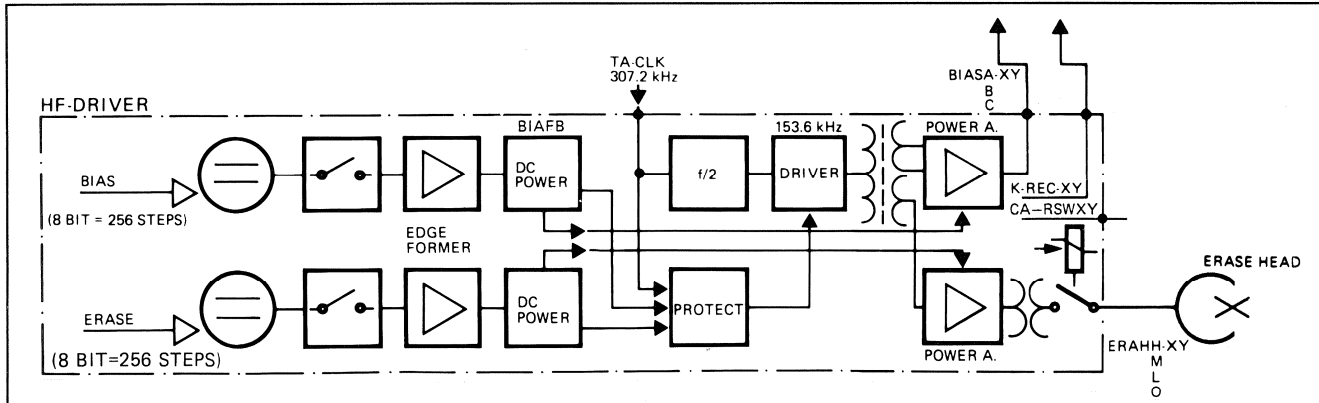 TA-CLK
307.2 kHz
BIASA-XY
B
C
HF-DRIVER
BIAFB
153.6 kHz
POWER A.
BIAS
(8 BIT = 256 STEPS)
DC
POWER
f/2
DRIVER
K-REC-XY
CA-RSWXY
EDGE
FORMER
ERASE HEAD
ERASE
(8 BIT=256 STEPS)
DC
POWER
PROTECT
POWER A.
ERAHH-XY
M
L
O